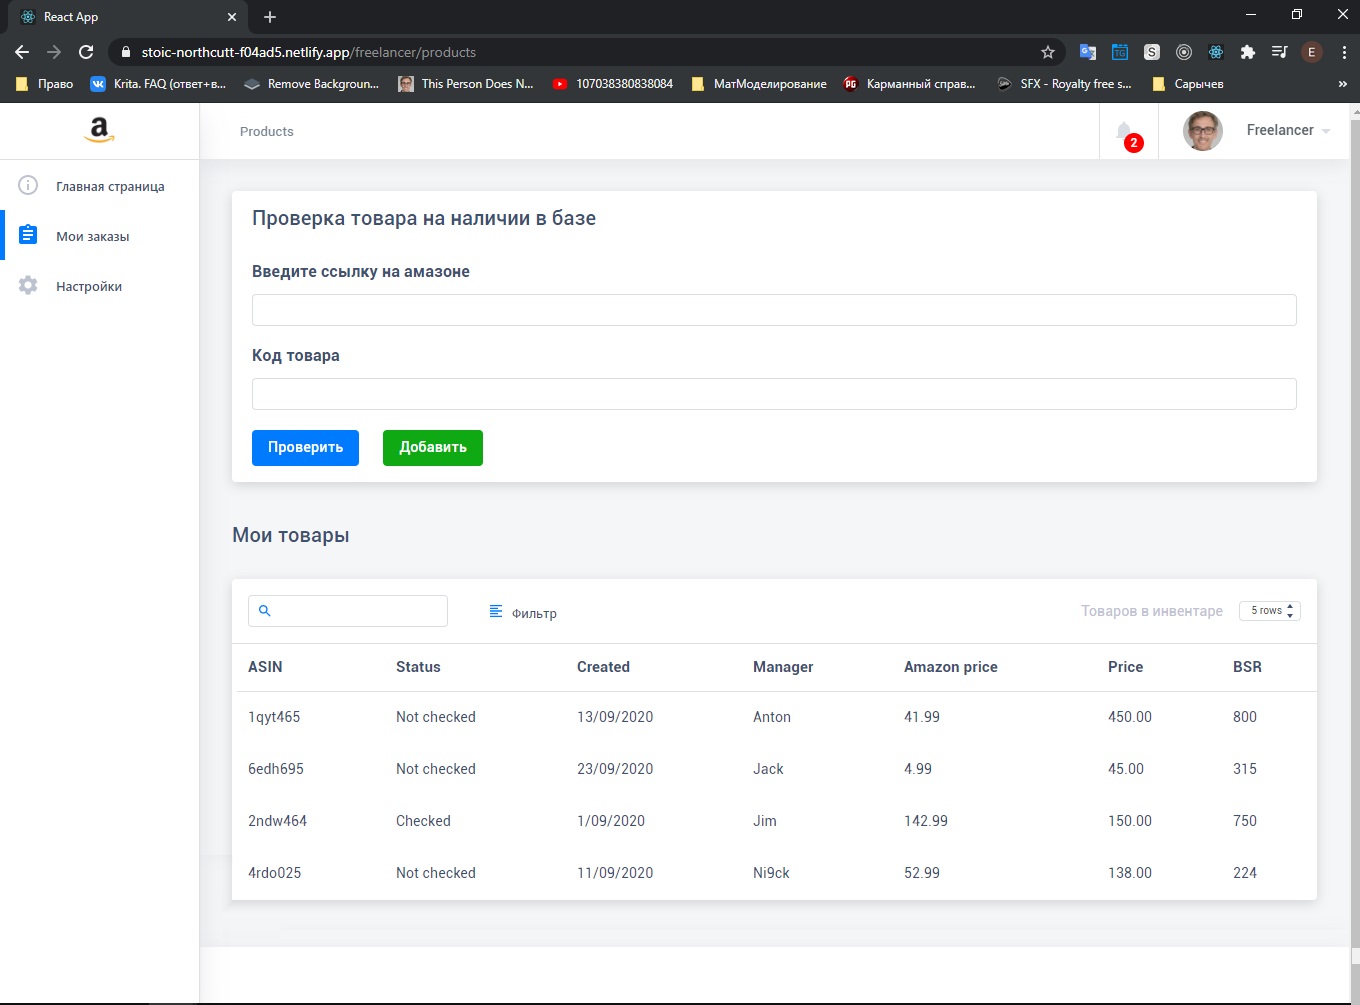 React App
stoic-northcutt-f04ad5.netlify.app/freelancer/products
TG
S
E
Право
Krita. FAQ (ответ+в...
Remove Backgroun...
This Person Does N...
107038380838084
МатМоделирование
PG
Карманный справ...
SFX - Royalty free s...
Сарычев
»
a
Products
2
Freelancer
Главная страница
Мои заказы
Настройки
Проверка товара на наличии в базе
Введите ссылку на амазоне
Код товара
Проверить
Добавить
Мои товары
Фильтр
Товаров в инвентаре
5 rows
ASIN Status Created Manager Amazon price Price BSR
1qyt465 Not checked 13/09/2020 Anton 41.99 450.00 800
6edh695 Not checked 23/09/2020 Jack 4.99 45.00 315
2ndw464 Checked 1/09/2020 Jim 142.99 150.00 750
4rdo025 Not checked 11/09/2020 Ni9ck 52.99 138.00 224